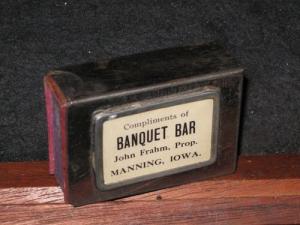 Compliments of
BANQUET BAR
John Frahm, Prop.
MANNING, IOWA.